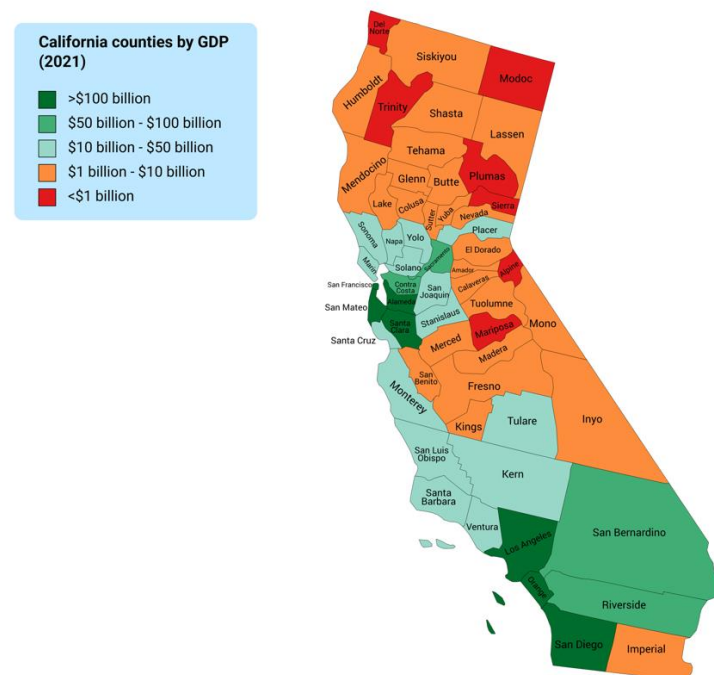 California counties by GDP
(2021)
>$100 billion
$50 billion - $100 billion
$10 billion - $50 billion
$1 billion - $10 billion
<$1 billion
Del
Norte
Siskiyou
Modoc
Humboldt
Trinity
Shasta
Lassen
Tehama
Plumas
Mendocino
Glenn
Butte
Sierra
Lake
Colusa
Sutter
Yuba
Nevada
Placer
Sonoma
Napa
Yolo
El Dorado
Sacramento
Marin
Solano
Amador
Alpine
Calaveras
San Francisco
Contra
Costa
San
Joaquin
Tuolumne
Alameda
San Mateo
Mono
Santa
Clara
Stanislaus
Mariposa
Santa Cruz
Merced
Madera
San
Benito
Fresno
Monterey
Inyo
Tulare
Kings
San Luis
Obispo
Kern
Santa
Barbara
Ventura
Los Angeles
San Bernardino
Orange
Riverside
San Diego
Imperial